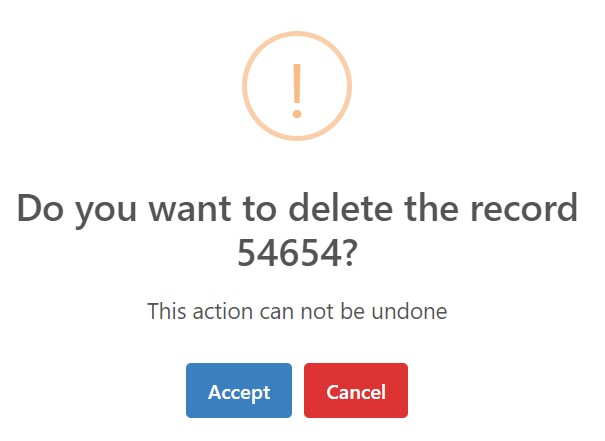 !
Do you want to delete the record
54654?
This action can not be undone
Accept Cancel